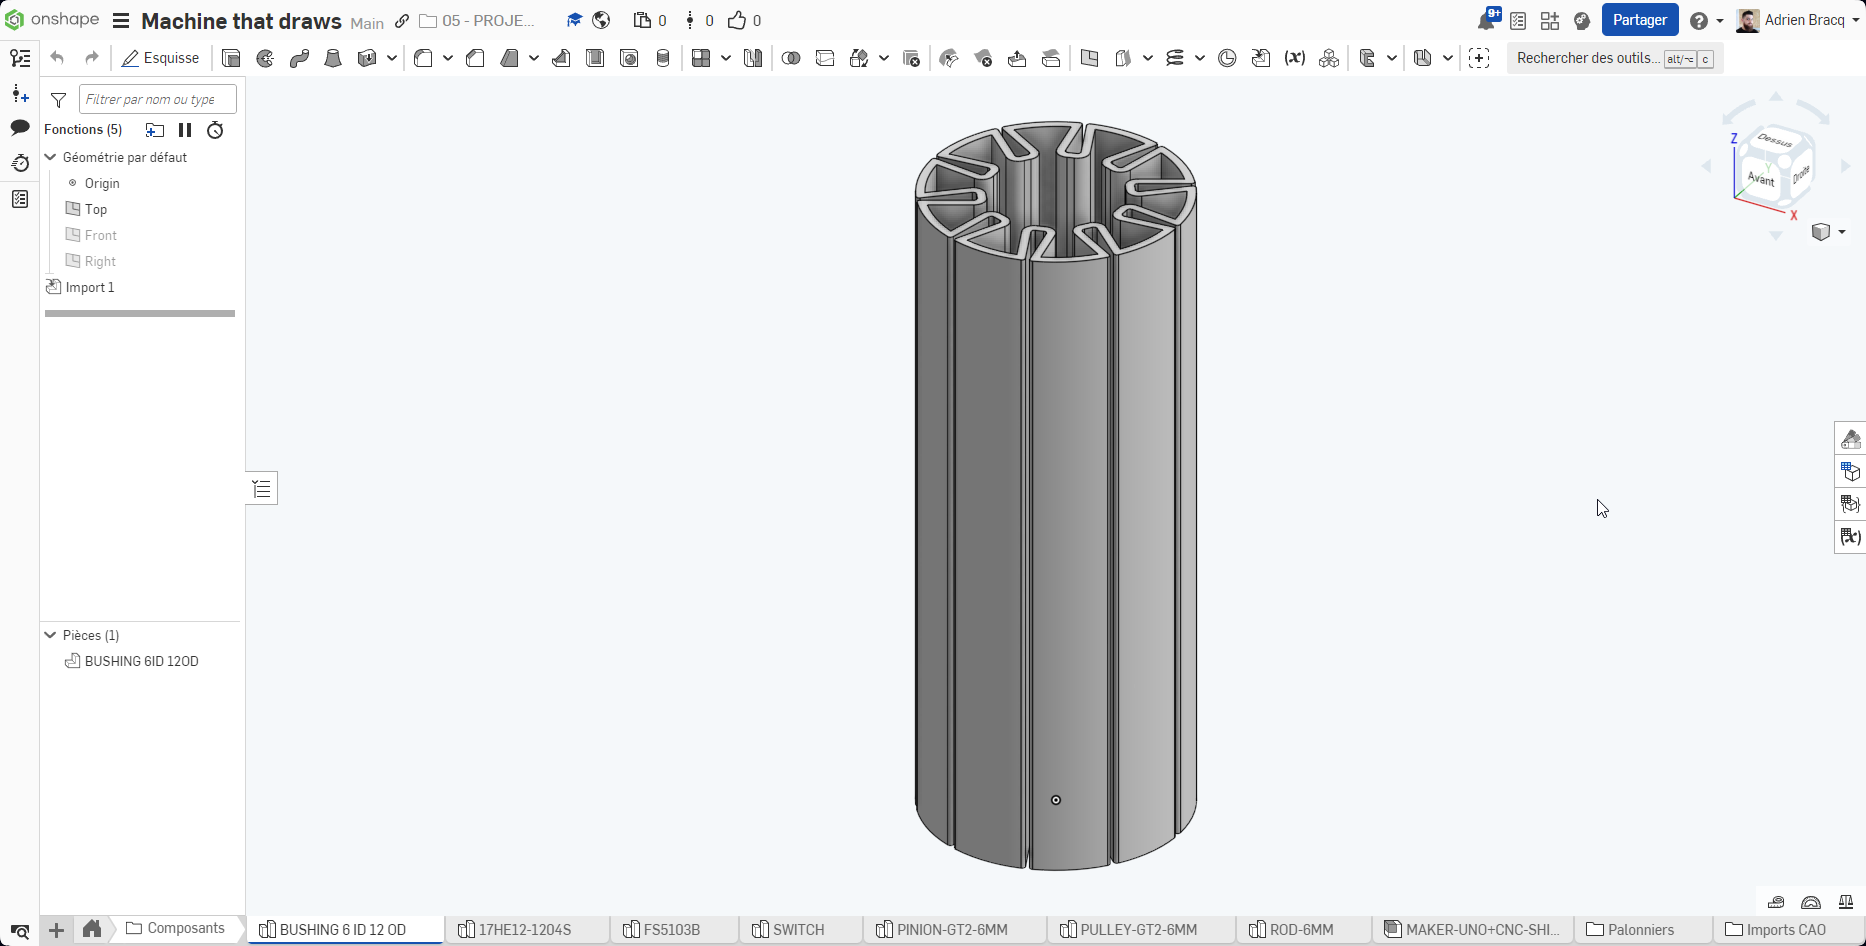 onshape Machine that draws Main 05 - PROJE... 0 0 0 9+ Partager Adrien Bracq
Esquisse Rechercher des outils... alt/⌥ c
Filtrer par nom ou type
Fonctions (5)
Géométrie par défaut
Origin
Top
Front
Right
Import 1
Z
Dessus
Y
Avant
Droite
X
Pièces (1)
BUSHING 6ID 12OD
Composants BUSHING 6 ID 12 OD 17HE12-1204S FS5103B SWITCH PINION-GT2-6MM PULLEY-GT2-6MM ROD-6MM MAKER-UNO+CNC-SHI... Palonniers Imports CAO